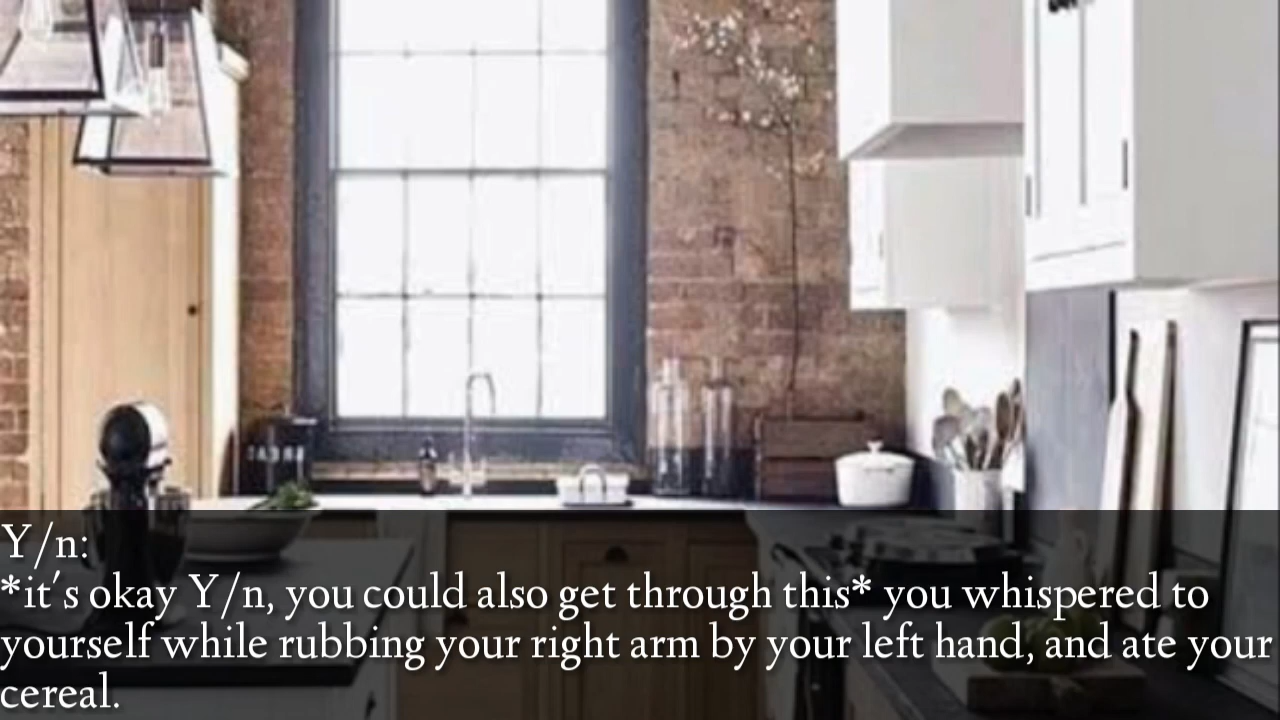 Y/n:
*it's okay Y/n, you could also get through this* you whispered to
yourself while rubbing your right arm by your left hand, and ate your
cereal.